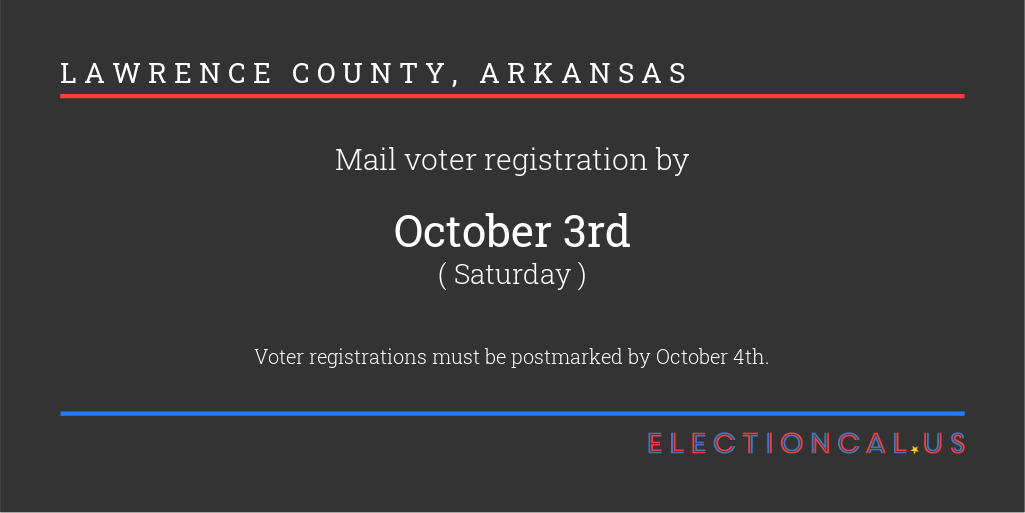 LAWRENCE COUNTY, ARKANSAS
Mail voter registration by
October 3rd
( Saturday )
Voter registrations must be postmarked by October 4th.
ELECTIONCAL.US